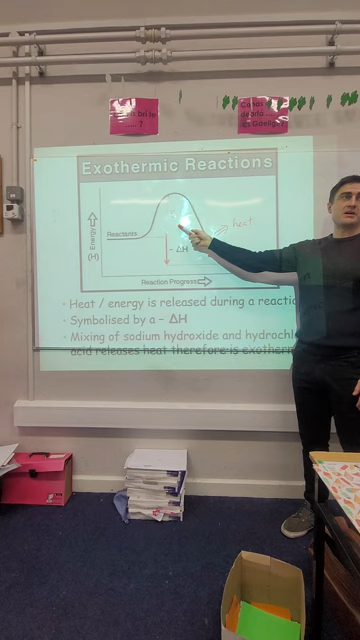 Exothermic Reactions
Energy
(H)
Reactants
heat
- ΔH
Reaction Progress
• Heat / energy is released during a reactio
• Symbolised by a - ΔH
• Mixing of sodium hydroxide and hydrochl
acid releases heat therefore is exotherm